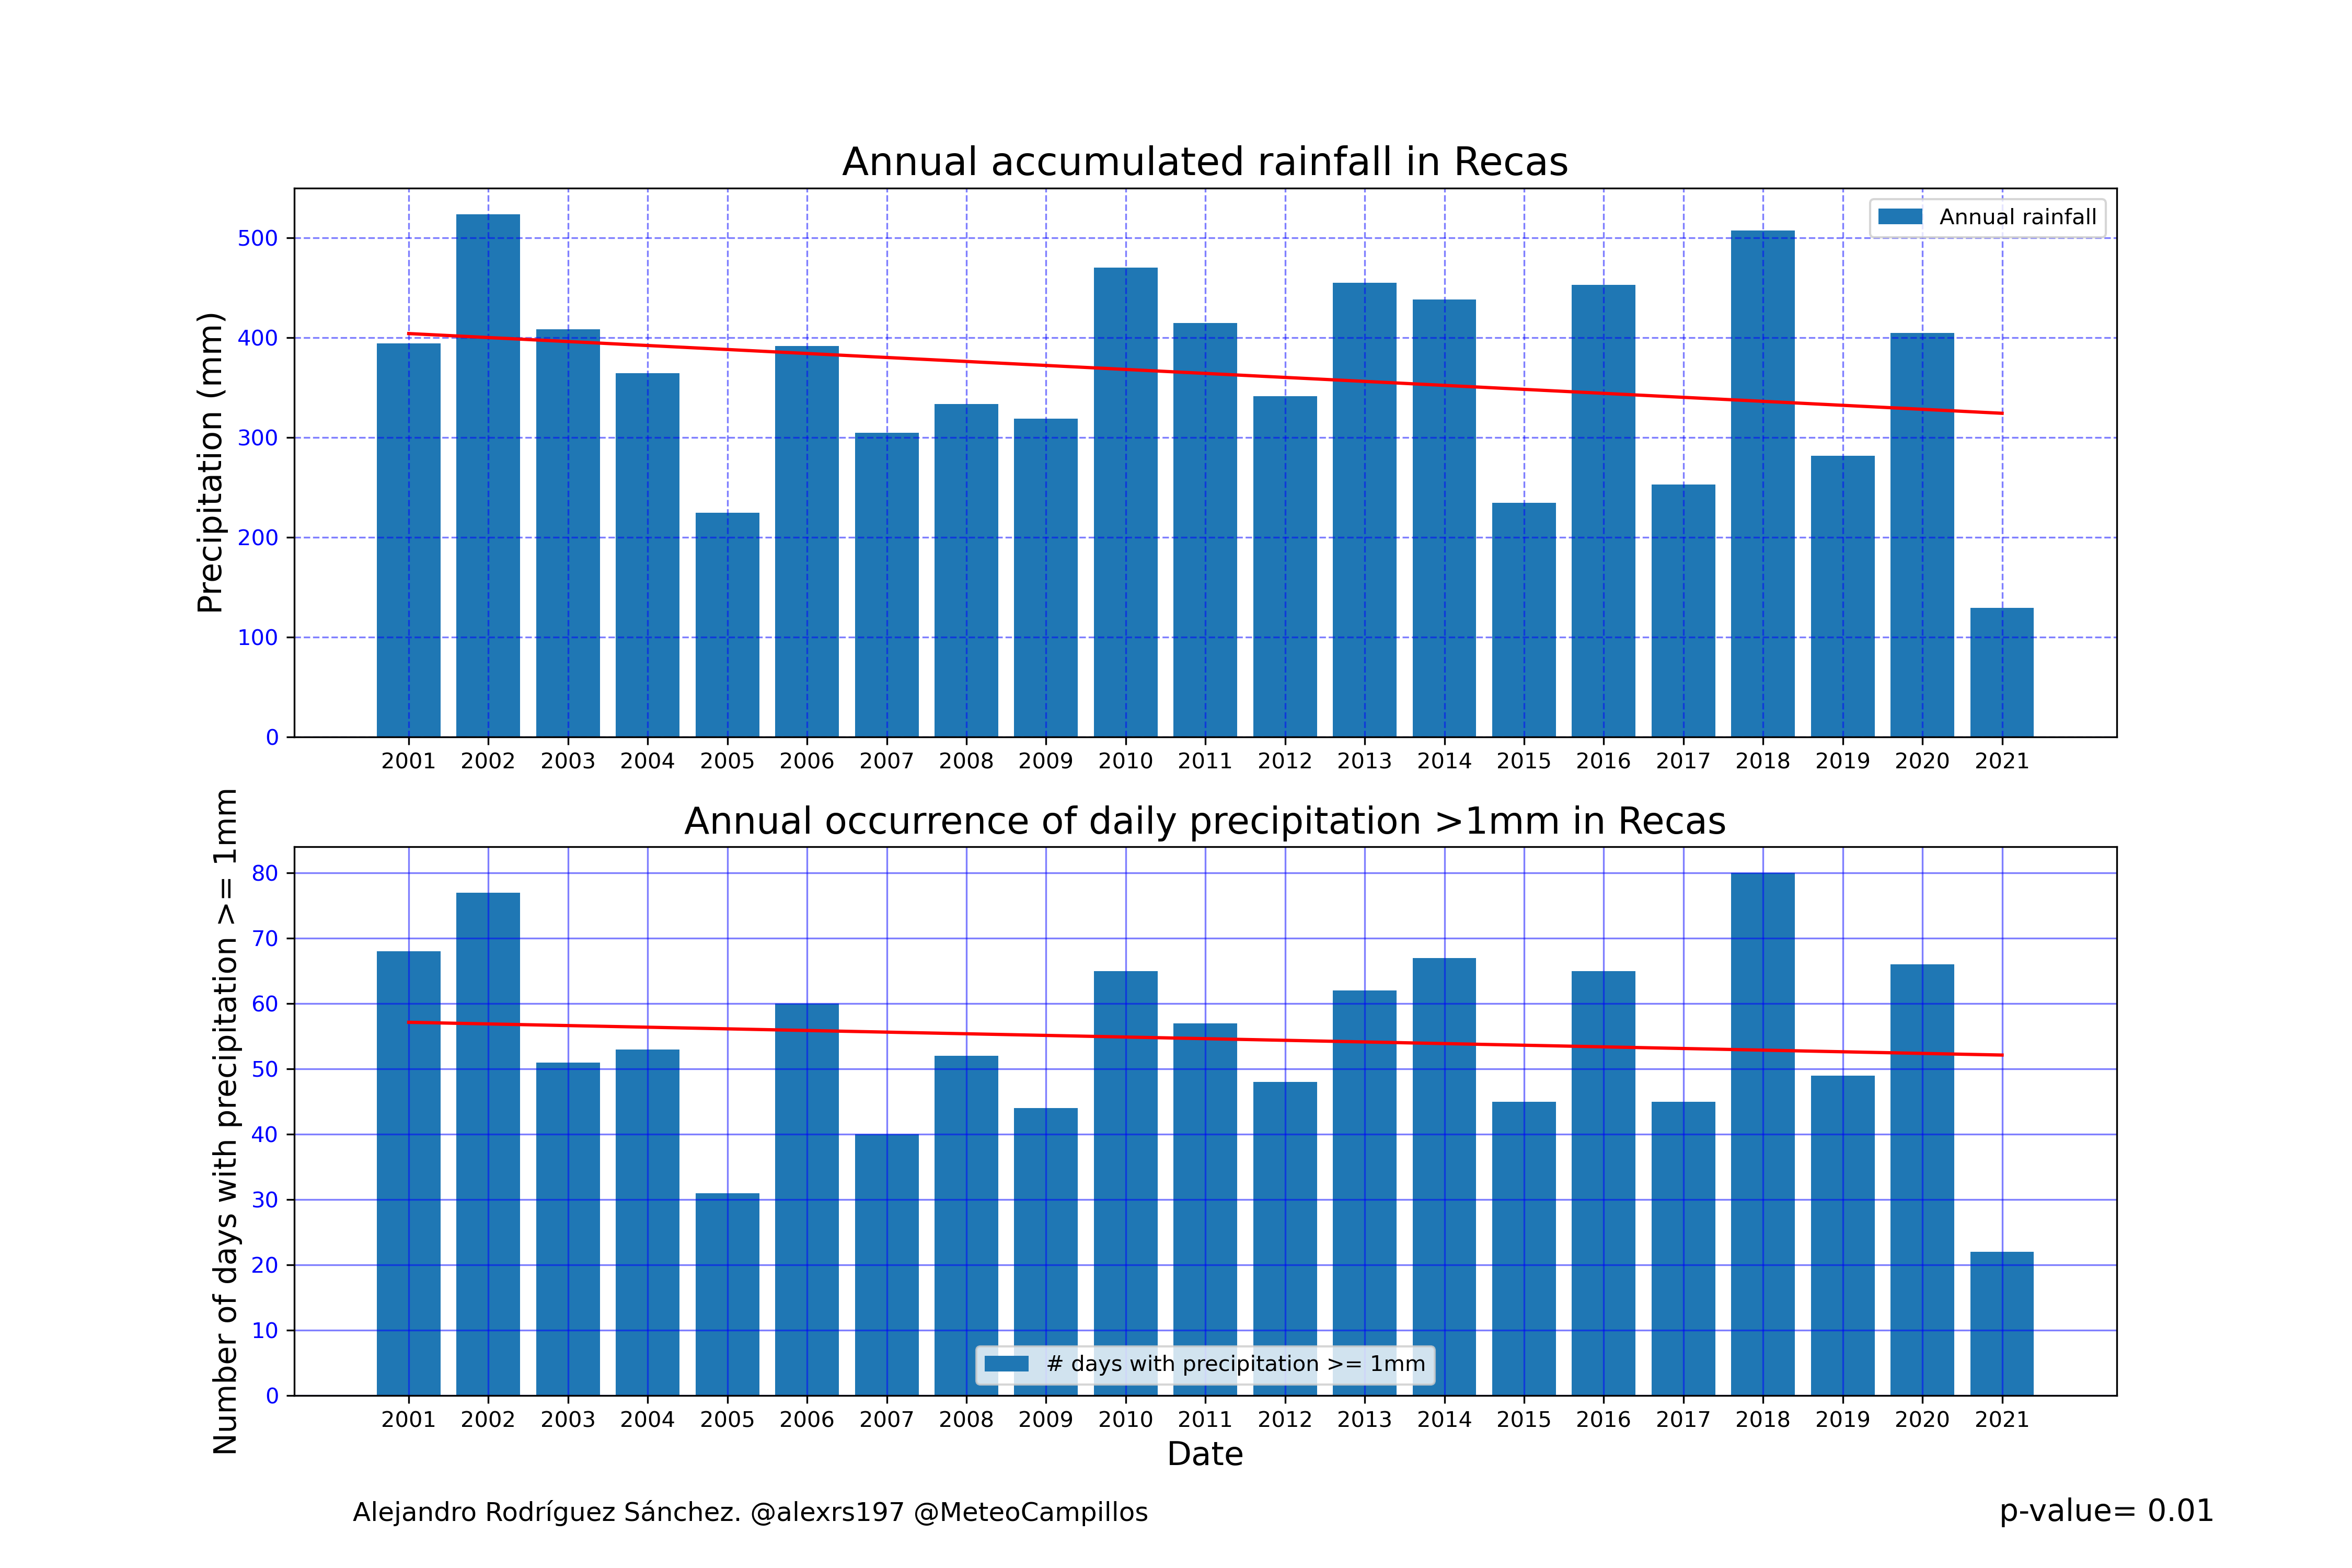 Annual accumulated rainfall in Recas
Annual rainfall
Precipitation (mm)
500
400
300
200
100
0
2001 2002 2003 2004 2005 2006 2007 2008 2009 2010 2011 2012 2013 2014 2015 2016 2017 2018 2019 2020 2021
Annual occurrence of daily precipitation >1mm in Recas
Number of days with precipitation >= 1mm
80
70
60
50
40
30
20
10
0
# days with precipitation >= 1mm
2001 2002 2003 2004 2005 2006 2007 2008 2009 2010 2011 2012 2013 2014 2015 2016 2017 2018 2019 2020 2021
Date
Alejandro Rodríguez Sánchez. @alexrs197 @MeteoCampillos
p-value= 0.01